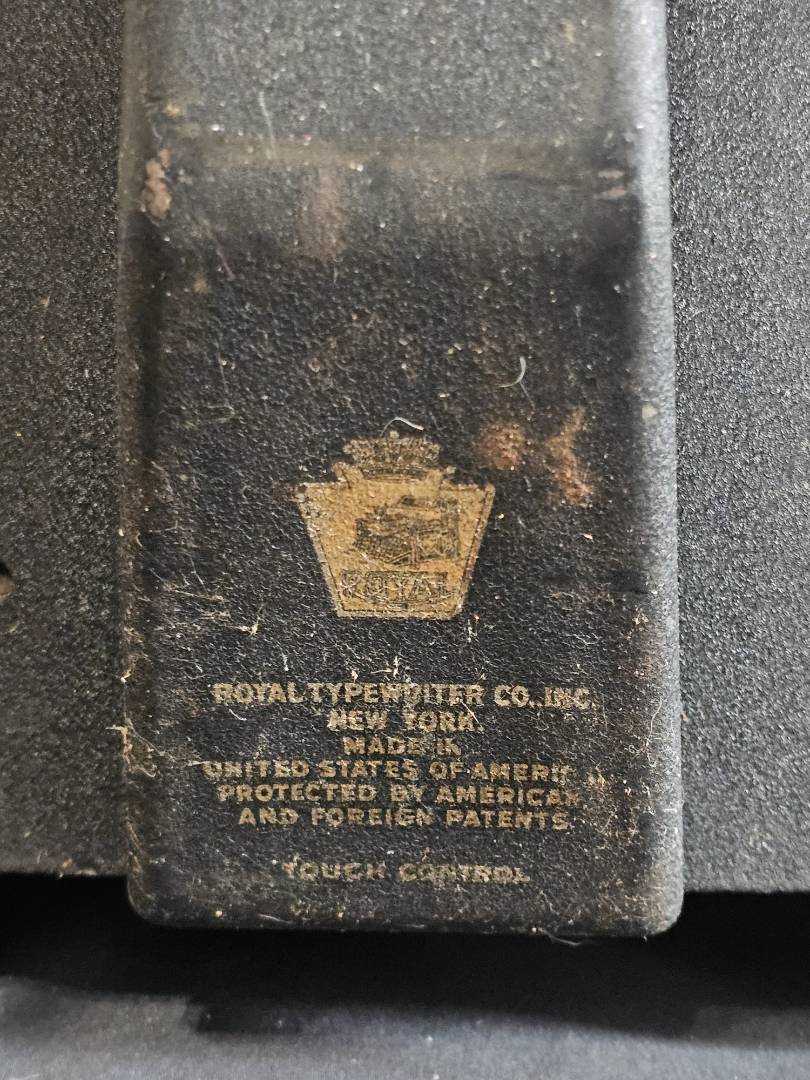 ROYAL
ROYAL TYPEWRITER CO., INC.
NEW YORK
MADE IN
UNITED STATES OF AMERICA
PROTECTED BY AMERICAN
AND FOREIGN PATENTS
TOUCH CONTROL